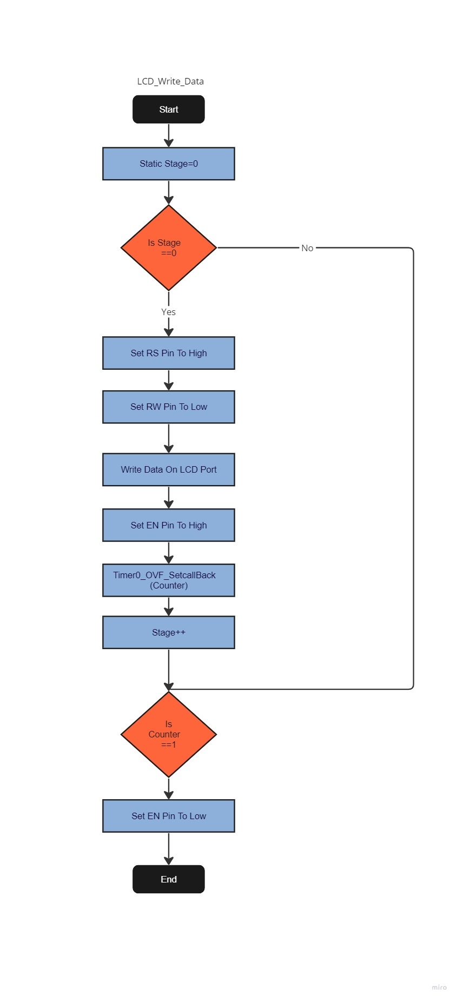 LCD_Write_Data
Start
Static Stage=0
Is Stage
==0
No
Yes
Set RS Pin To High
Set RW Pin To Low
Write Data On LCD Port
Set EN Pin To High
Timer0_OVF_SetcallBack
(Counter)
Stage++
Is
Counter
==1
Set EN Pin To Low
End
miro